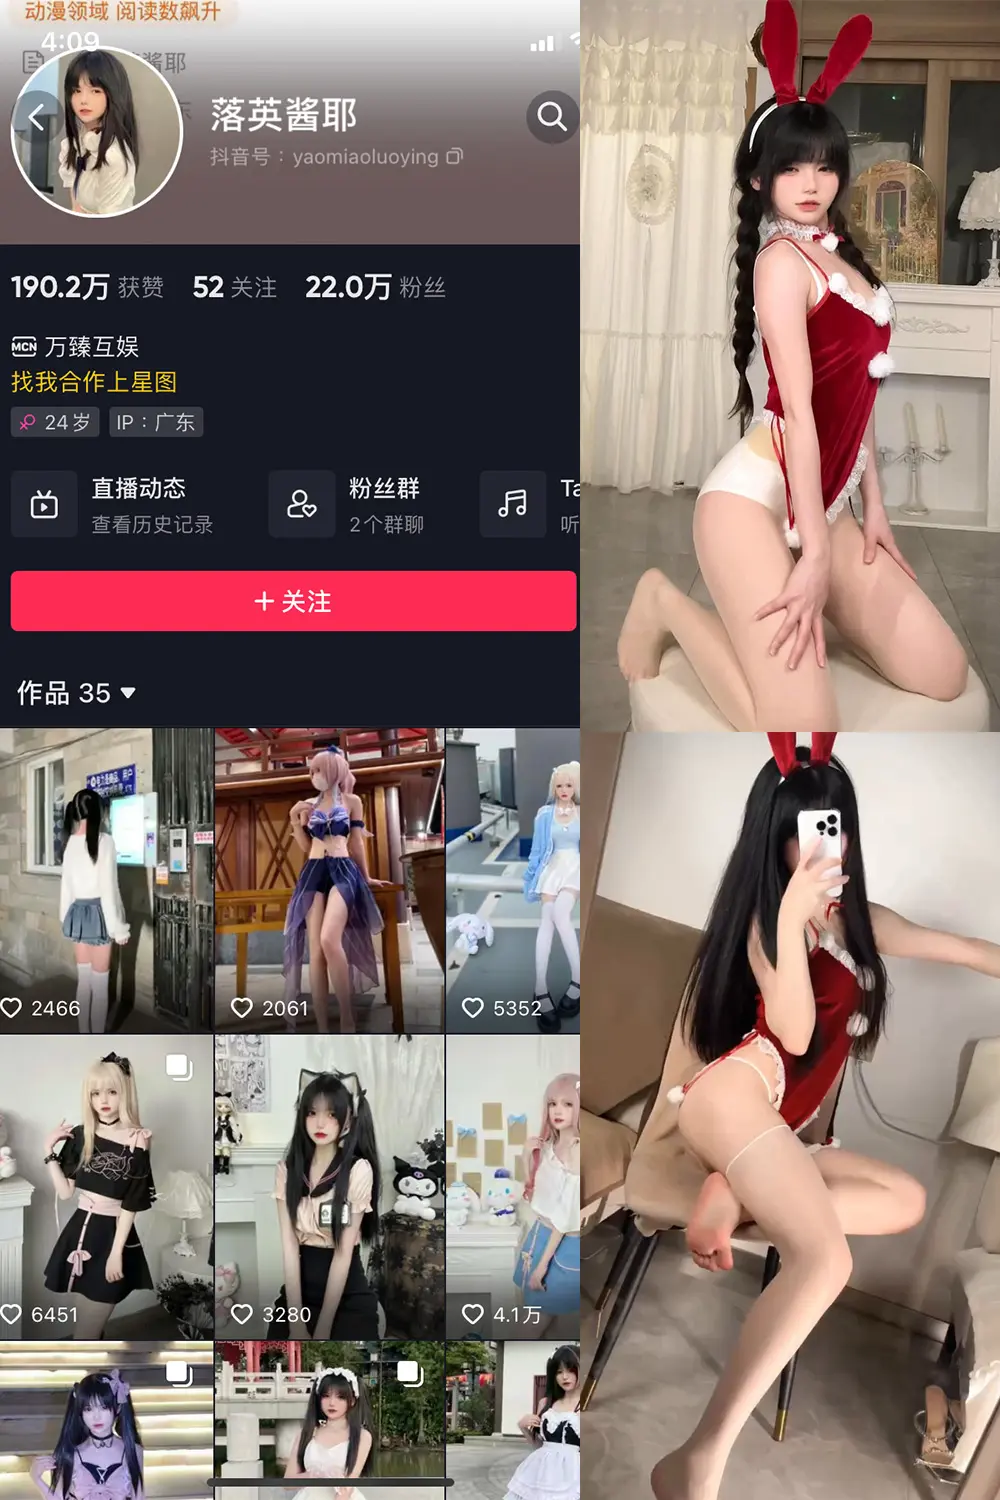 动漫领域 阅读数飙升
4:09
酱耶
落英酱耶
抖音号：yaomiaoluoying
190.2万 获赞 52 关注 22.0万 粉丝
MCN 万臻互娱
找我合作上星图
24岁 IP：广东
直播动态 粉丝群
查看历史记录 2个群聊 听
+ 关注
作品 35
2466 2061 5352
6451 3280 4.1万